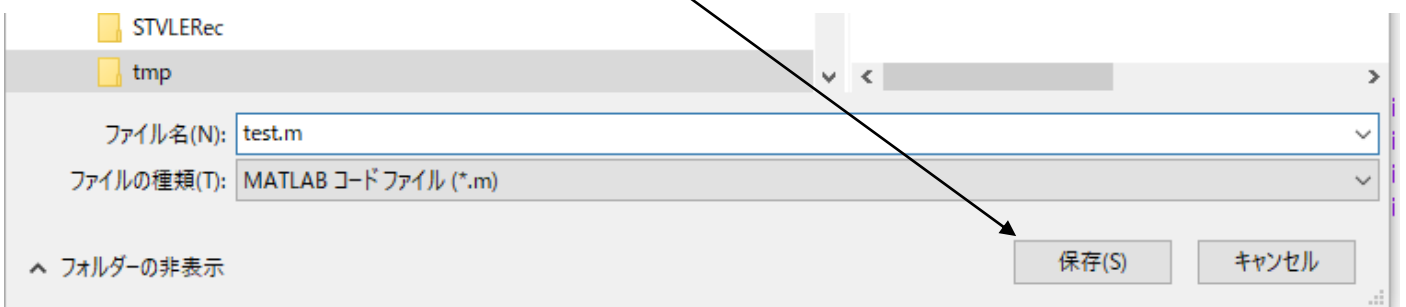 STVLERec
tmp
ファイル名(N): test.m
ファイルの種類(T): MATLAB コード ファイル (*.m)
フォルダーの非表示
保存(S) キャンセル